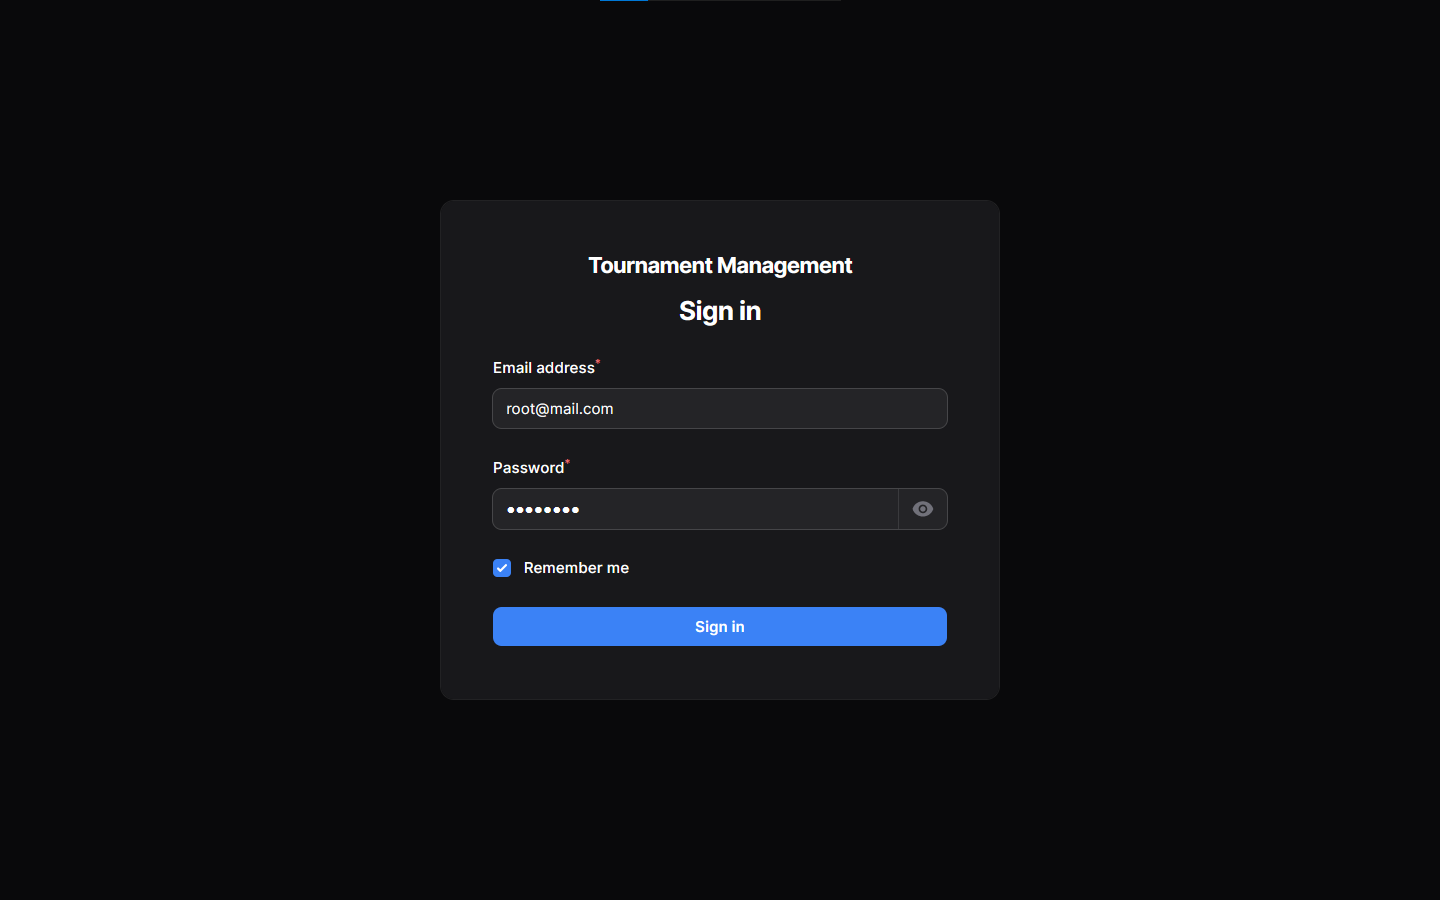 Tournament Management
Sign in
Email address*
root@mail.com
Password*
••••••••
Remember me
Sign in